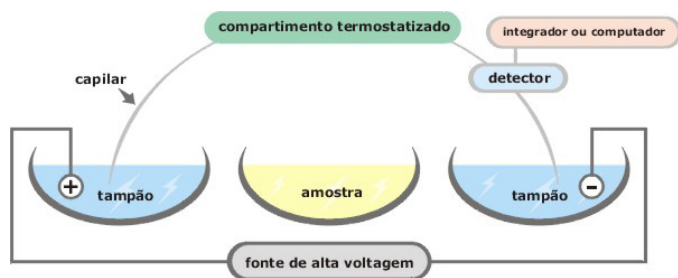 compartimento termostatizado
integrador ou computador
detector
capilar
+
tampão
amostra
tampão
−
fonte de alta voltagem